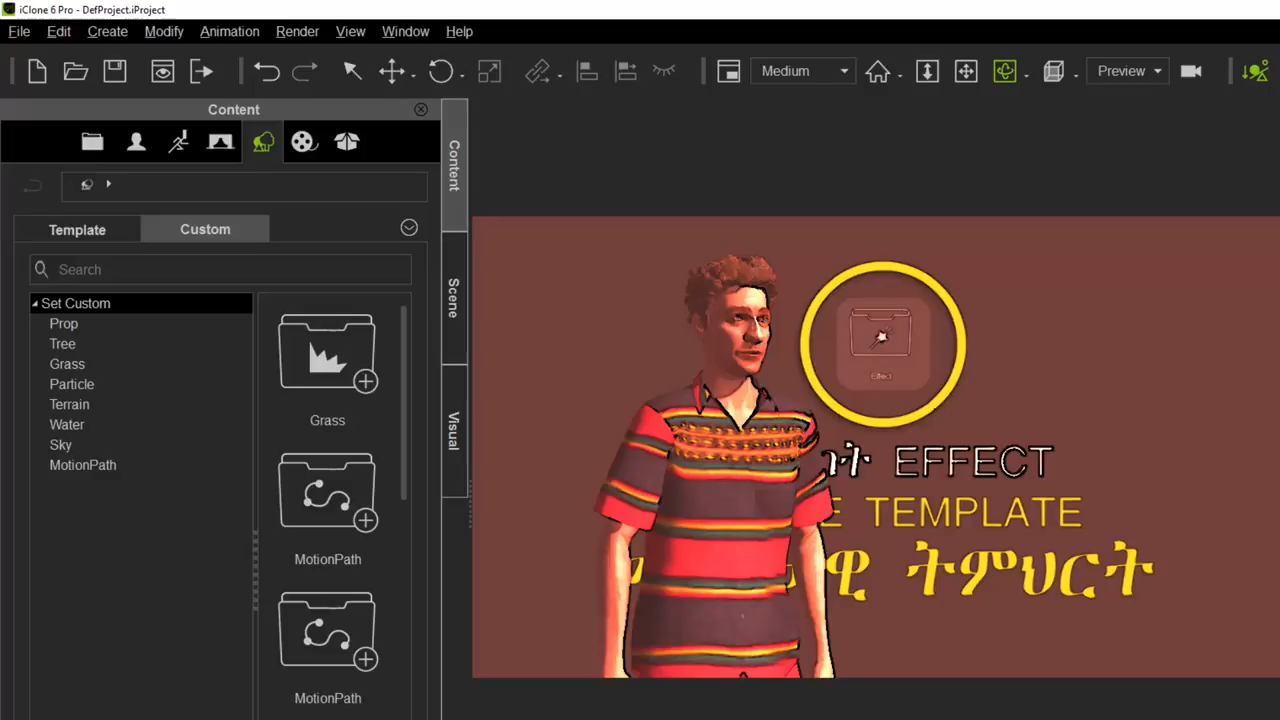 iClone 6 Pro - DefProject.iProject
File Edit Create Modify Animation Render View Window Help
Medium
Preview
Content
Template
Custom
Search
Set Custom
Prop
Tree
Grass
Particle
Terrain
Water
Sky
MotionPath
Grass
MotionPath
MotionPath
Content
Scene
Visual
Effect
EFFECT
TEMPLATE
ትምህርት